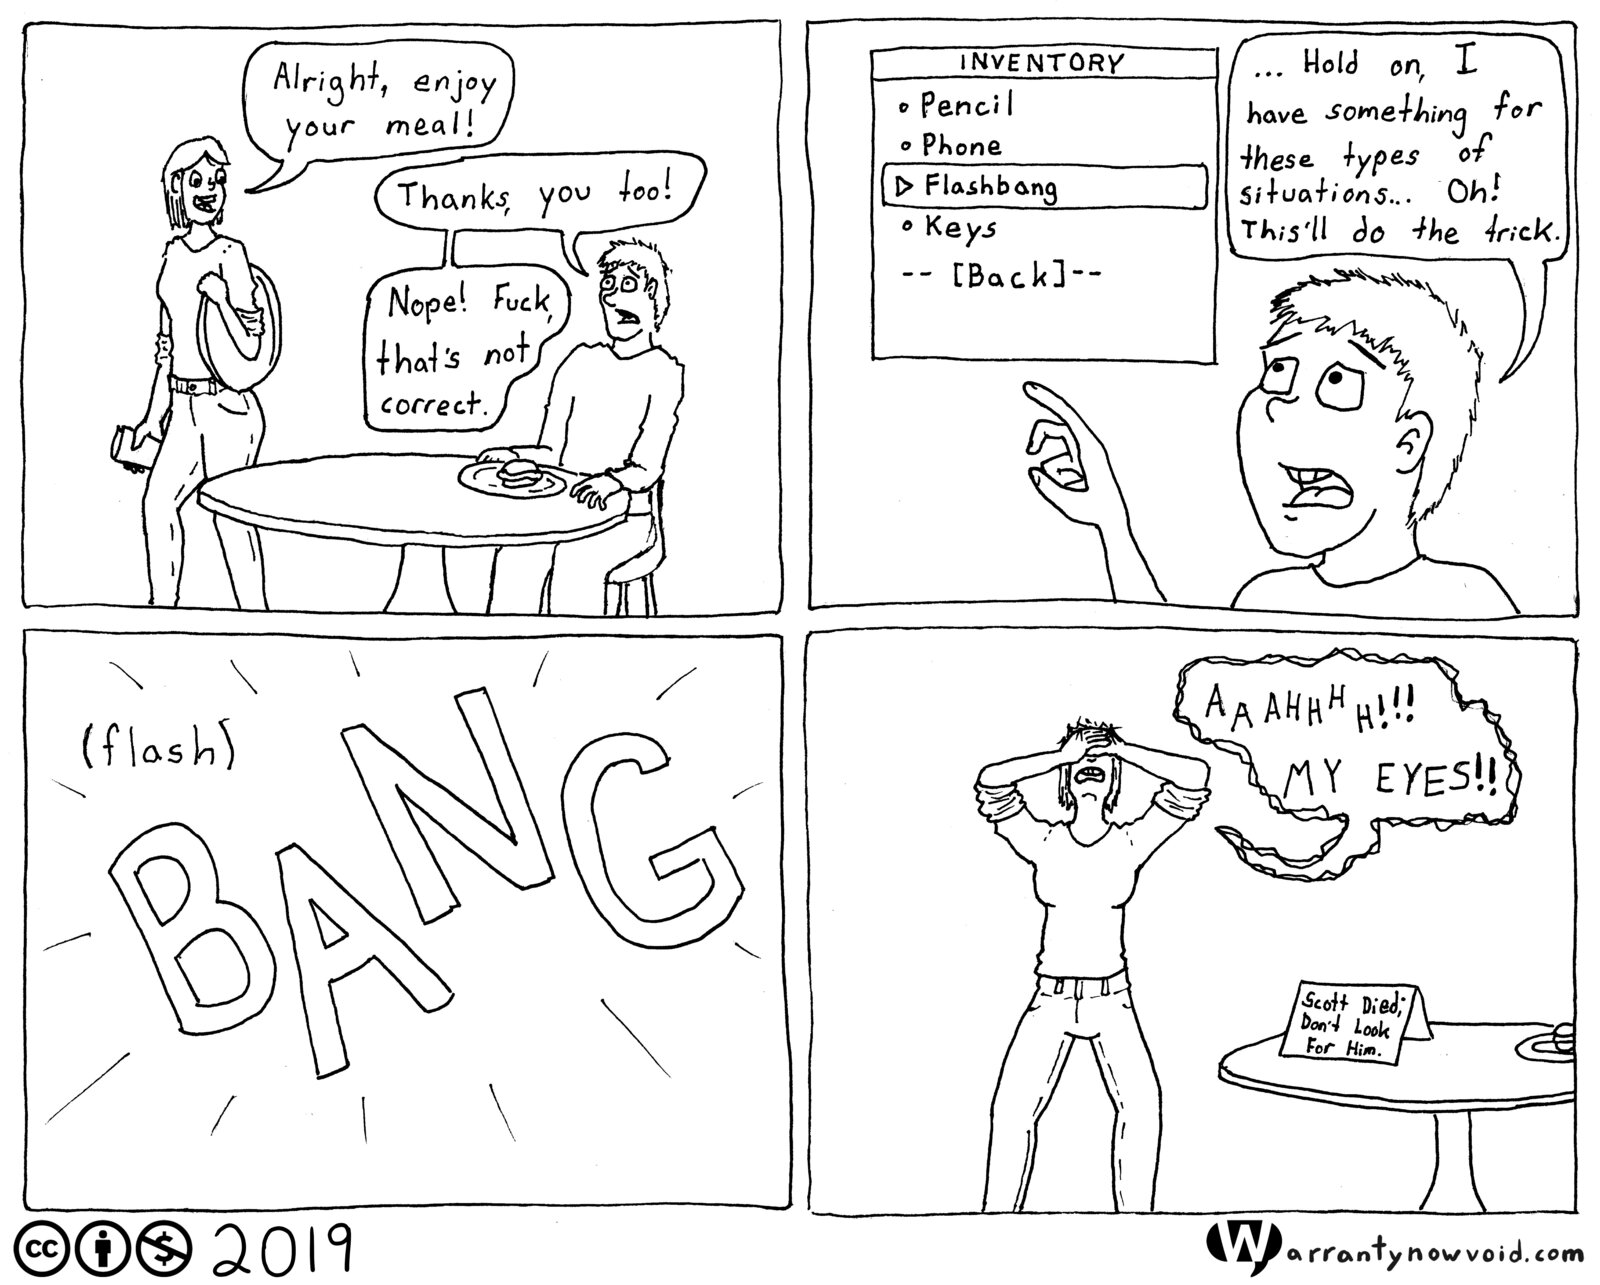 Alright, enjoy
your meal!
Thanks, you too!
Nope! Fuck,
that's not
correct.
INVENTORY
• Pencil
• Phone
▷ Flashbang
• Keys
-- [Back]--
... Hold on, I
have something for
these types of
situations... Oh!
This'll do the trick.
(flash)
BANG
AAAHHHH!!!
MY EYES!!
Scott Died;
Don't Look
For Him.
cc $ 2019
Warrantynowvoid.com